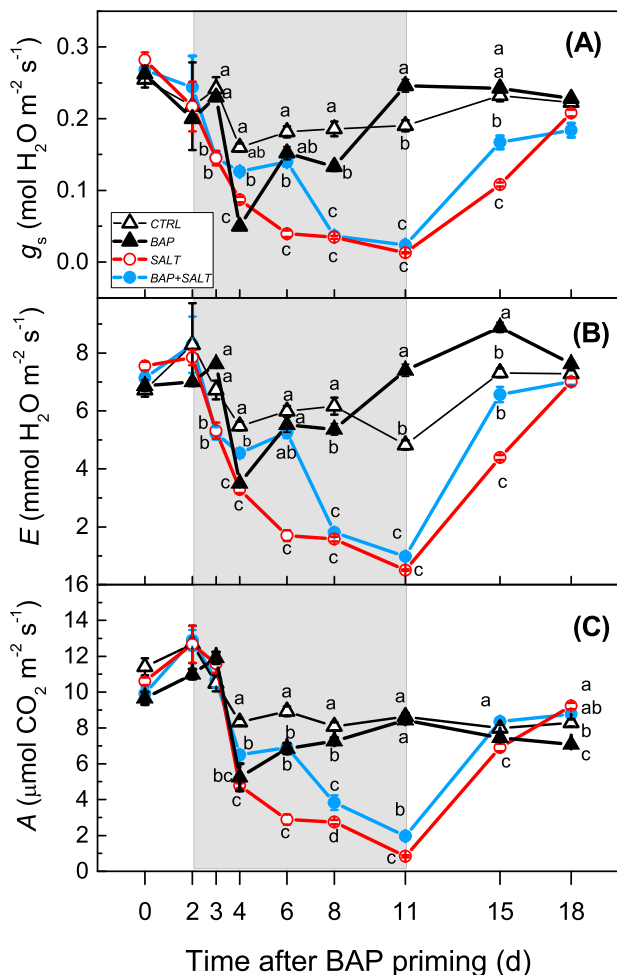 (A)
0.3
0.2
0.1
0.0
gs (mol H2O m−2 s−1)
a
a
a
ab
b
b
c
a
ab
c
a
b
c
c
a
b
c
c
a
a
b
c
CTRL
BAP
SALT
BAP+SALT
(B)
8
6
4
2
E (mmol H2O m−2 s−1)
a
a
b
b
a
c
c
a
a
ab
c
a
b
c
c
a
b
c
c
a
b
b
c
(C)
16
14
12
10
8
6
4
2
0
A (μmol CO2 m−2 s−1)
a
b
bc
c
a
b
b
c
a
b
c
d
a
a
b
c
a
b
c
a
ab
b
c
0 2 3 4 6 8 11 15 18
Time after BAP priming (d)